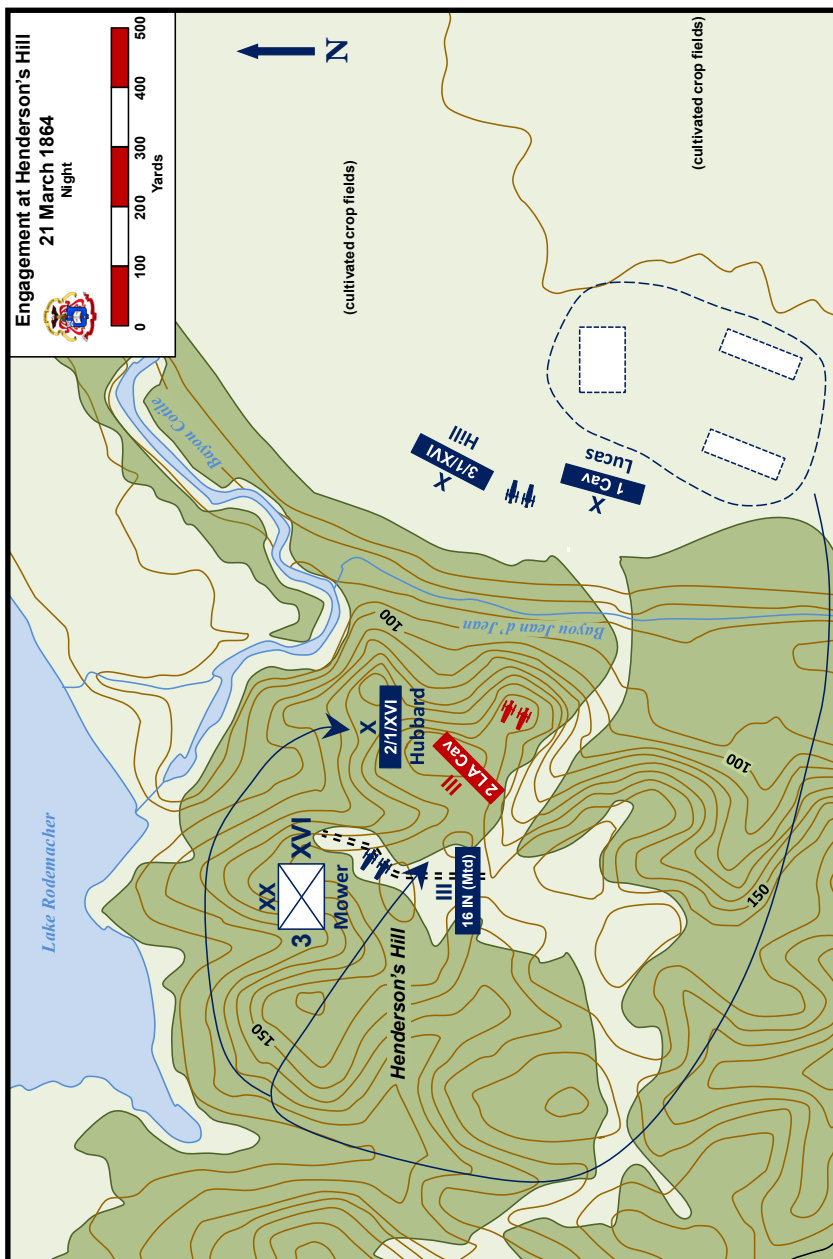 Engagement at Henderson's Hill
21 March 1864
Night
0 100 200 300 400 500
Yards
N
Lake Rodemacher
Bayou Cotile
(cultivated crop fields)
(cultivated crop fields)
XX
3 XVI
Mower
150
Henderson's Hill
X
2/1/XVI
Hubbard
100
III
2 LA Cav
III
16 IN (Mtd)
Bayou Jean d' Jean
X
3/1/XVI
Hill
X
1 Cav
Lucas
100
150